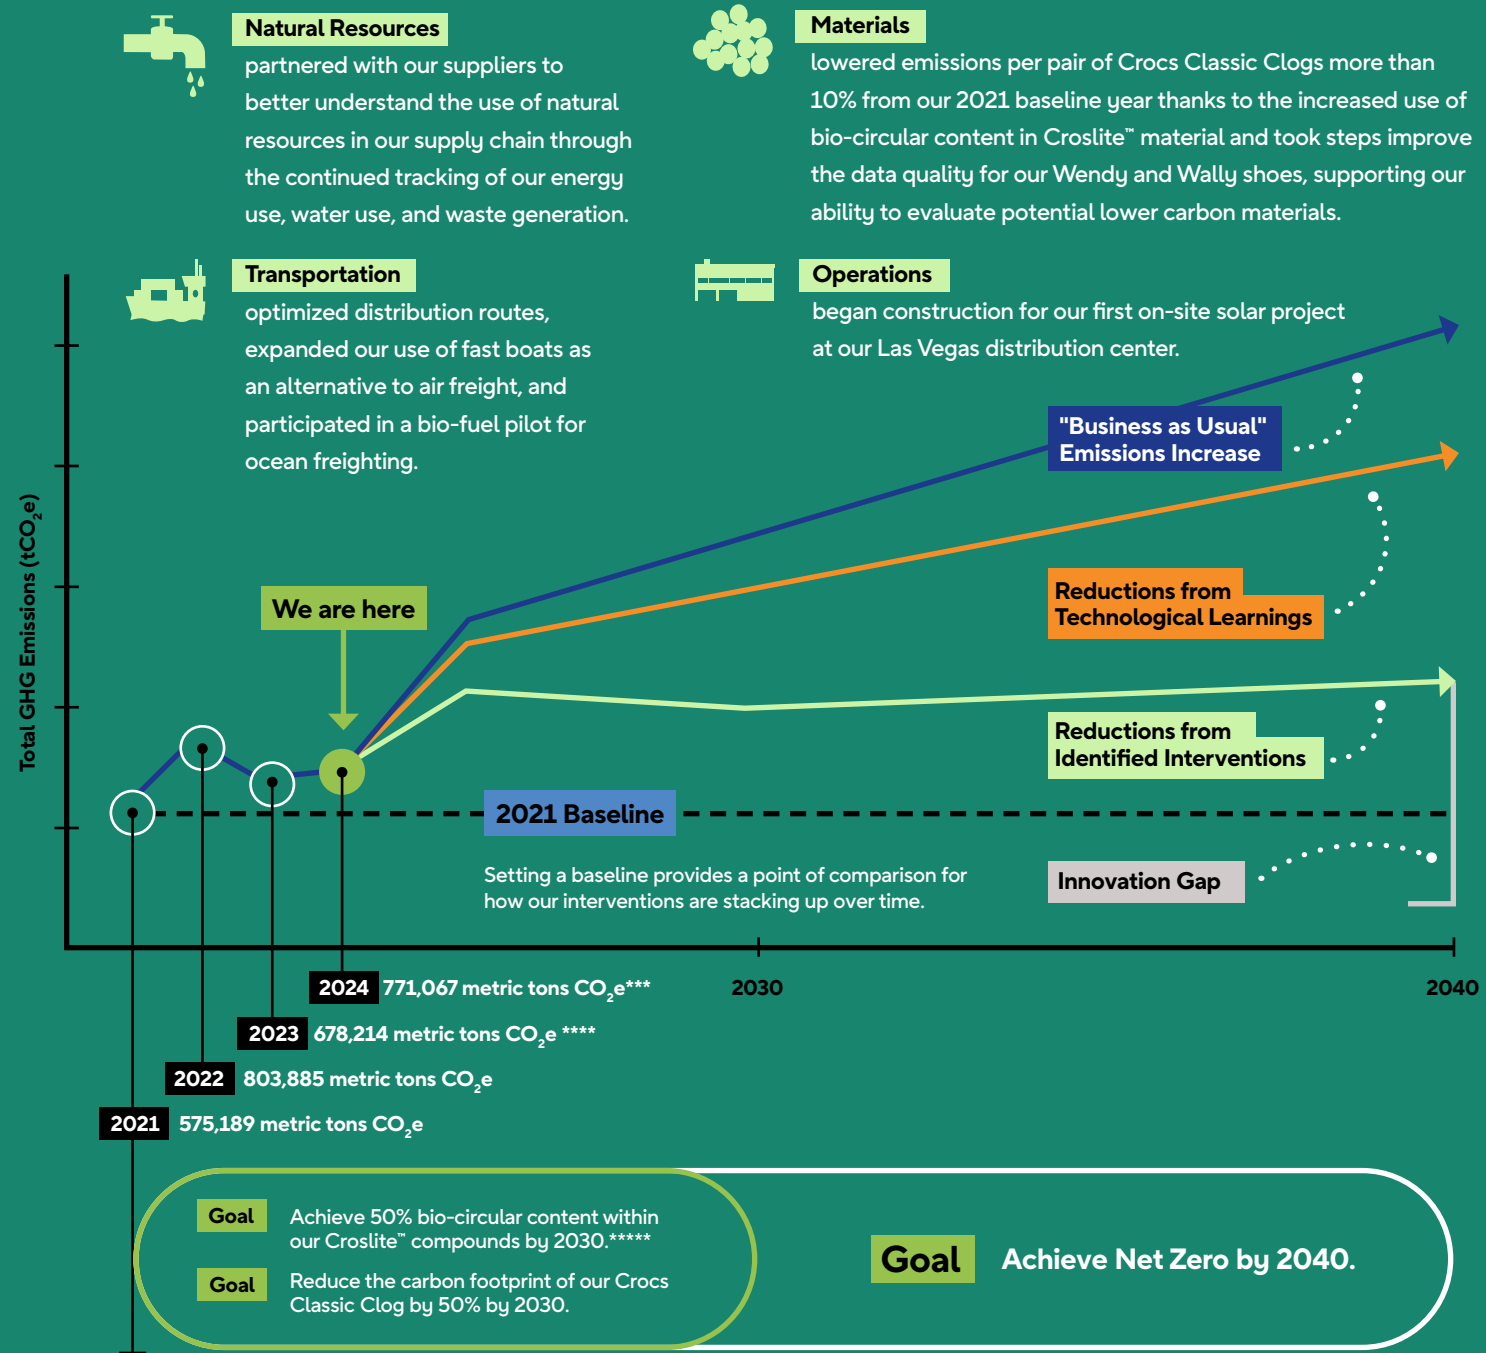 Natural Resources
partnered with our suppliers to
better understand the use of natural
resources in our supply chain through
the continued tracking of our energy
use, water use, and waste generation.
Materials
lowered emissions per pair of Crocs Classic Clogs more than
10% from our 2021 baseline year thanks to the increased use of
bio-circular content in Croslite™ material and took steps improve
the data quality for our Wendy and Wally shoes, supporting our
ability to evaluate potential lower carbon materials.
Transportation
optimized distribution routes,
expanded our use of fast boats as
an alternative to air freight, and
participated in a bio-fuel pilot for
ocean freighting.
Operations
began construction for our first on-site solar project
at our Las Vegas distribution center.
Total GHG Emissions (tCO₂e)
"Business as Usual"
Emissions Increase
Reductions from
Technological Learnings
We are here
Reductions from
Identified Interventions
2021 Baseline
Setting a baseline provides a point of comparison for
how our interventions are stacking up over time.
Innovation Gap
2024 771,067 metric tons CO₂e***
2030
2040
2023 678,214 metric tons CO₂e ****
2022 803,885 metric tons CO₂e
2021 575,189 metric tons CO₂e
Goal Achieve 50% bio-circular content within
our Croslite™ compounds by 2030.*****
Goal Reduce the carbon footprint of our Crocs
Classic Clog by 50% by 2030.
Goal Achieve Net Zero by 2040.